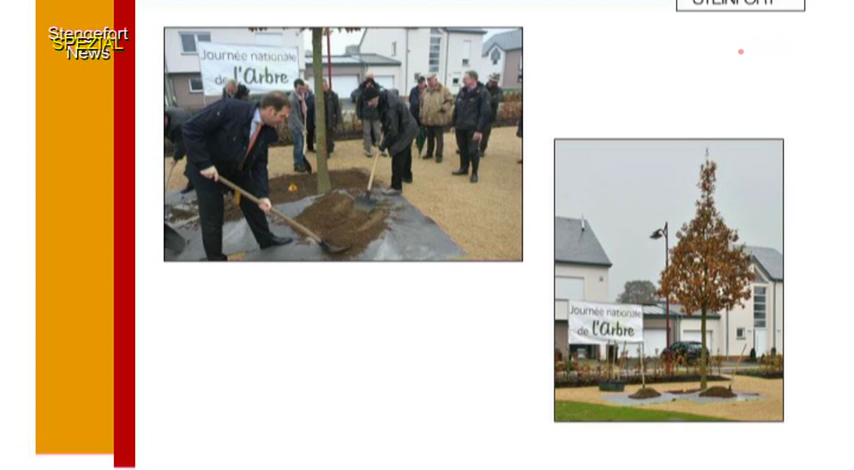 STEINFORT
Stengefort
SPEZIAL
News
Journée nationale
de l'Arbre
Journée nationale
de l'Arbre